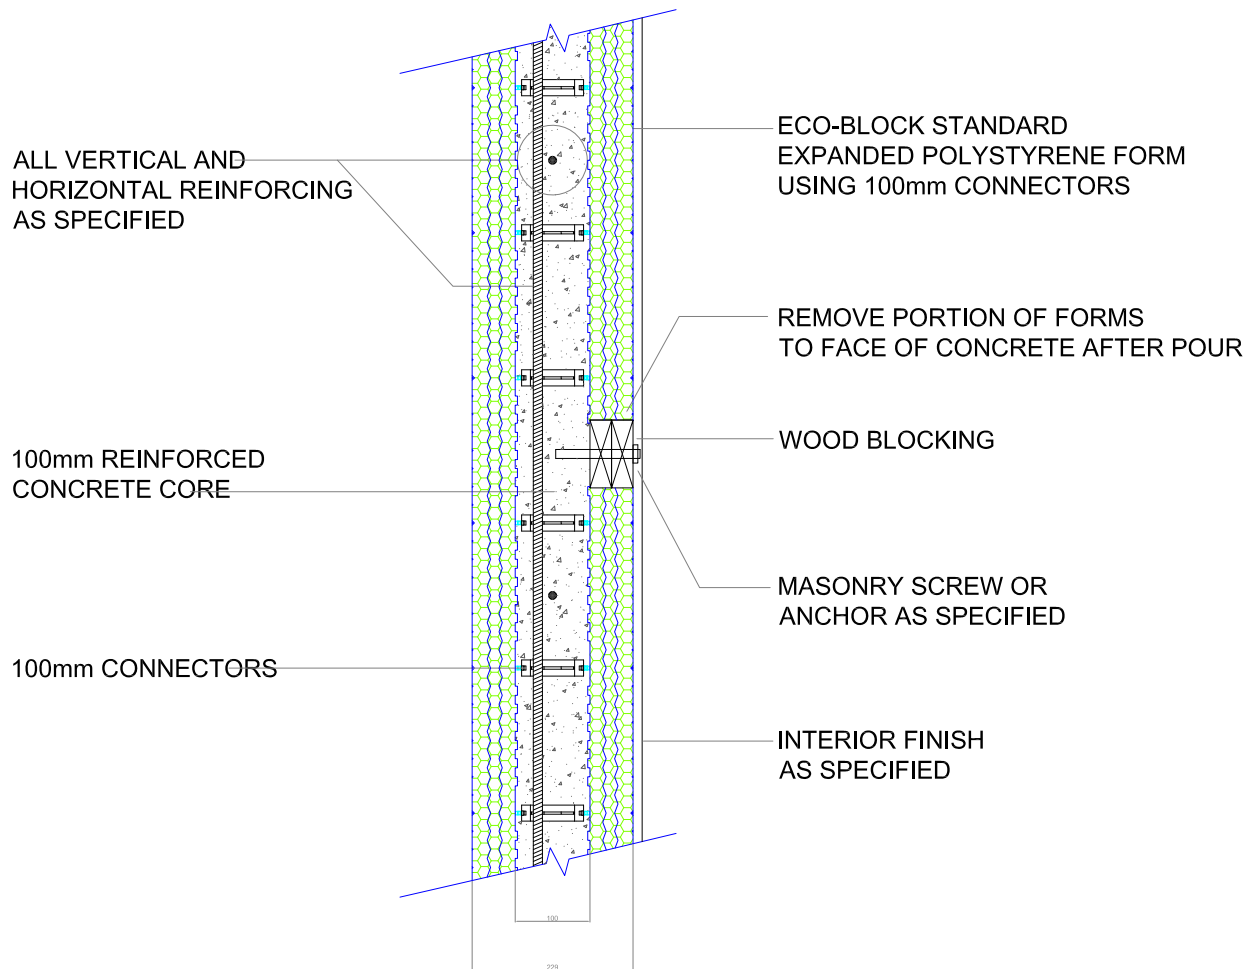 ALL VERTICAL AND
HORIZONTAL REINFORCING
AS SPECIFIED
100mm REINFORCED
CONCRETE CORE
100mm CONNECTORS
ECO-BLOCK STANDARD
EXPANDED POLYSTYRENE FORM
USING 100mm CONNECTORS
REMOVE PORTION OF FORMS
TO FACE OF CONCRETE AFTER POUR
WOOD BLOCKING
MASONRY SCREW OR
ANCHOR AS SPECIFIED
INTERIOR FINISH
AS SPECIFIED
100
229